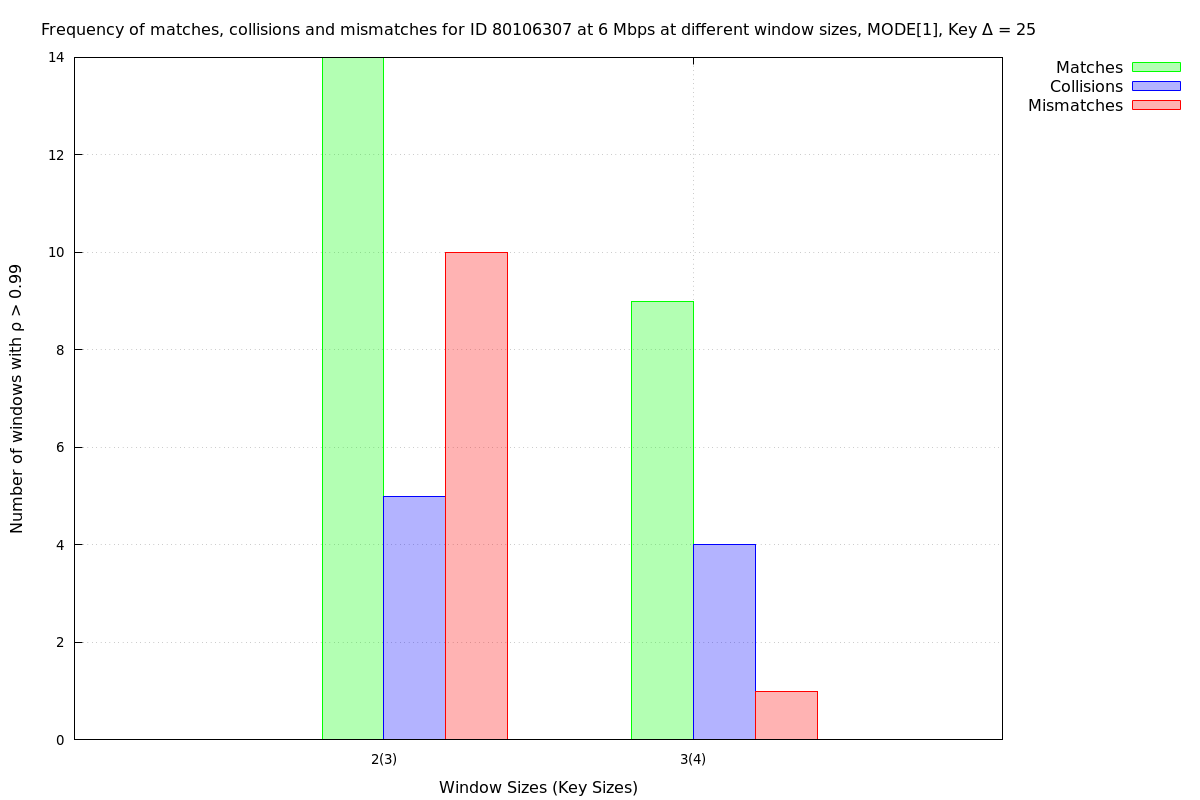 Frequency of matches, collisions and mismatches for ID 80106307 at 6 Mbps at different window sizes, MODE[1], Key Δ = 25
Matches
Collisions
Mismatches
Number of windows with ρ > 0.99
14
12
10
8
6
4
2
0
2(3)
3(4)
Window Sizes (Key Sizes)